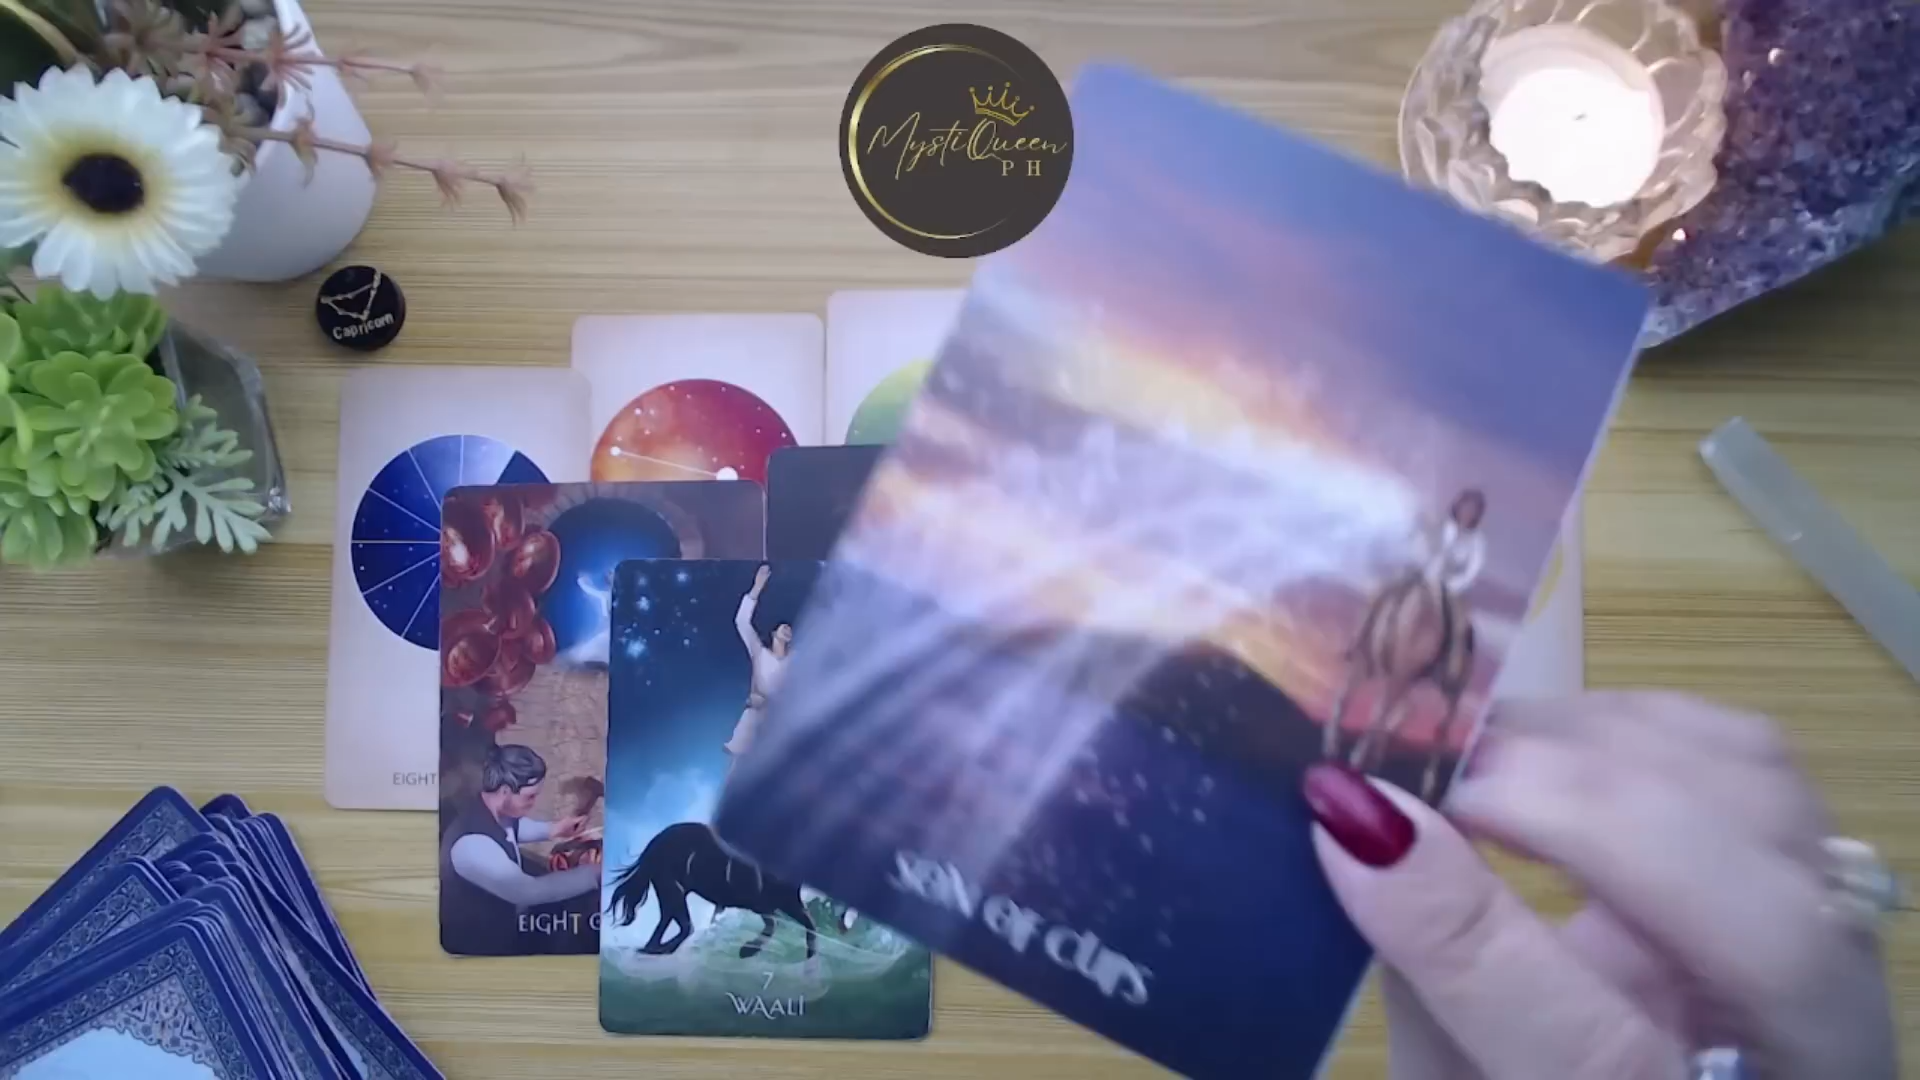 MystiQueen
PH
Capricorn
EIGHT
EIGHT
7
WAALI
SEVEN OF CUPS